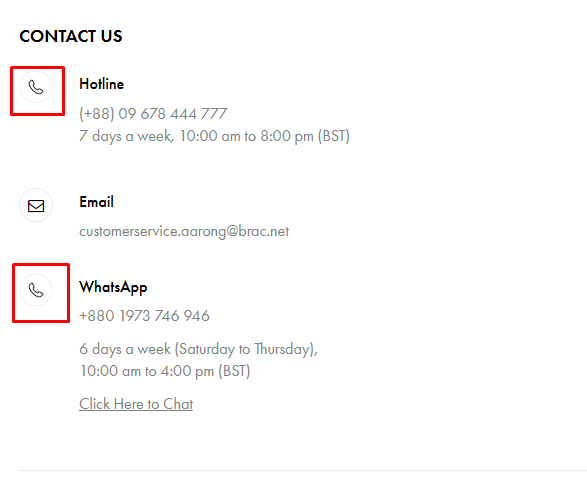 CONTACT US
Hotline
(+88) 09 678 444 777
7 days a week, 10:00 am to 8:00 pm (BST)
Email
customerservice.aarong@brac.net
WhatsApp
+880 1973 746 946
6 days a week (Saturday to Thursday),
10:00 am to 4:00 pm (BST)
Click Here to Chat